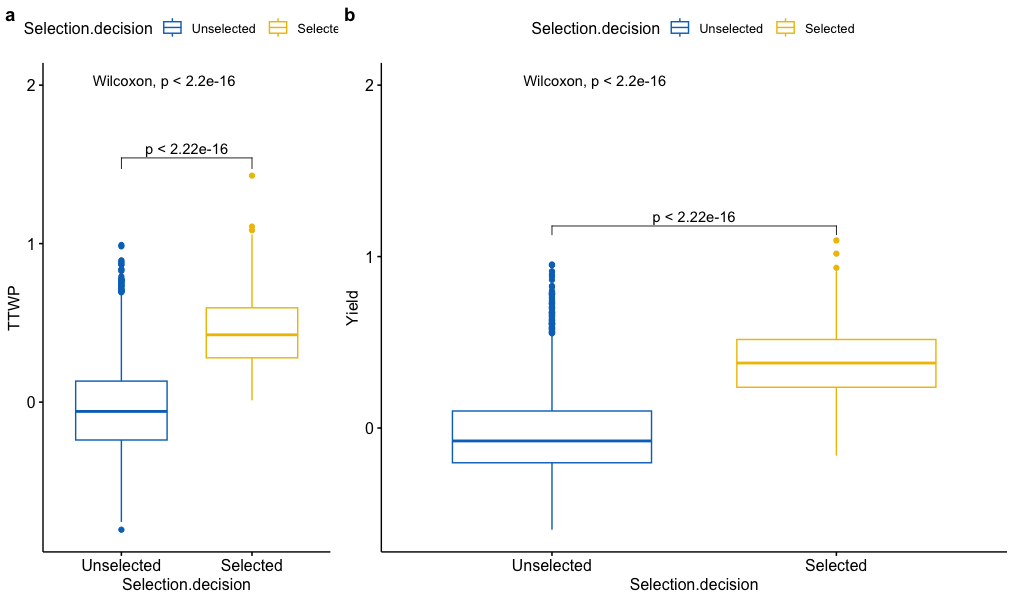 a
Selection.decision Unselected Selecte
2
Wilcoxon, p < 2.2e-16
p < 2.22e-16
1
TTWP
0
Unselected Selected
Selection.decision
b
Selection.decision Unselected Selected
2
Wilcoxon, p < 2.2e-16
p < 2.22e-16
1
Yield
0
Unselected Selected
Selection.decision